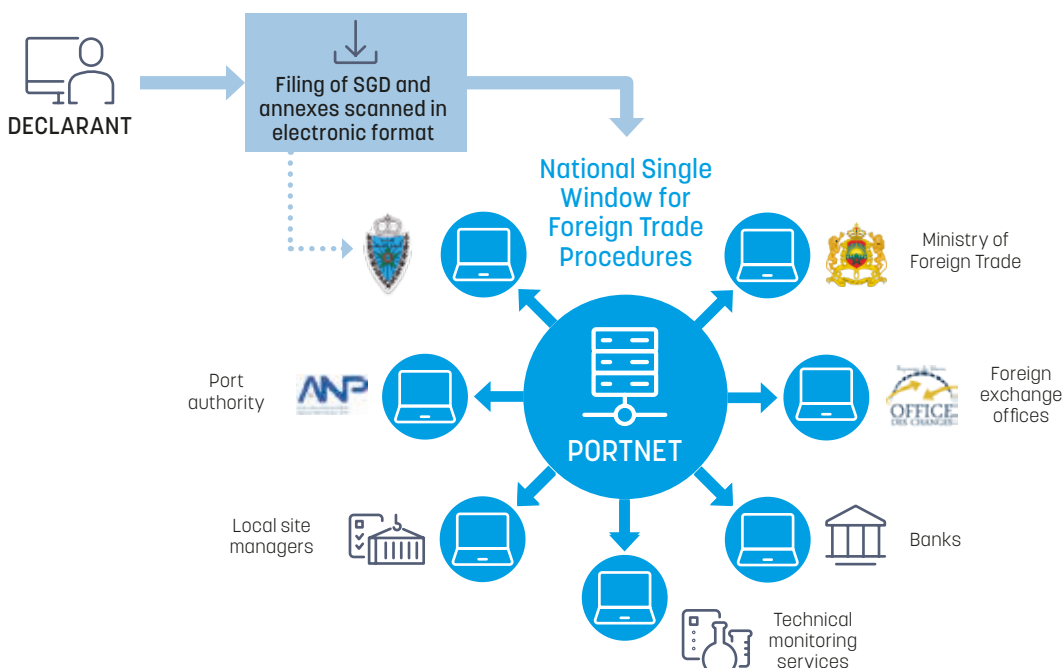 DECLARANT
Filing of SGD and
annexes scanned in
electronic format
National Single
Window for
Foreign Trade
Procedures
Ministry of
Foreign Trade
Port
authority
ANP
PORTNET
OFFICE
DES CHANGES
Foreign
exchange
offices
Local site
managers
Banks
Technical
monitoring
services